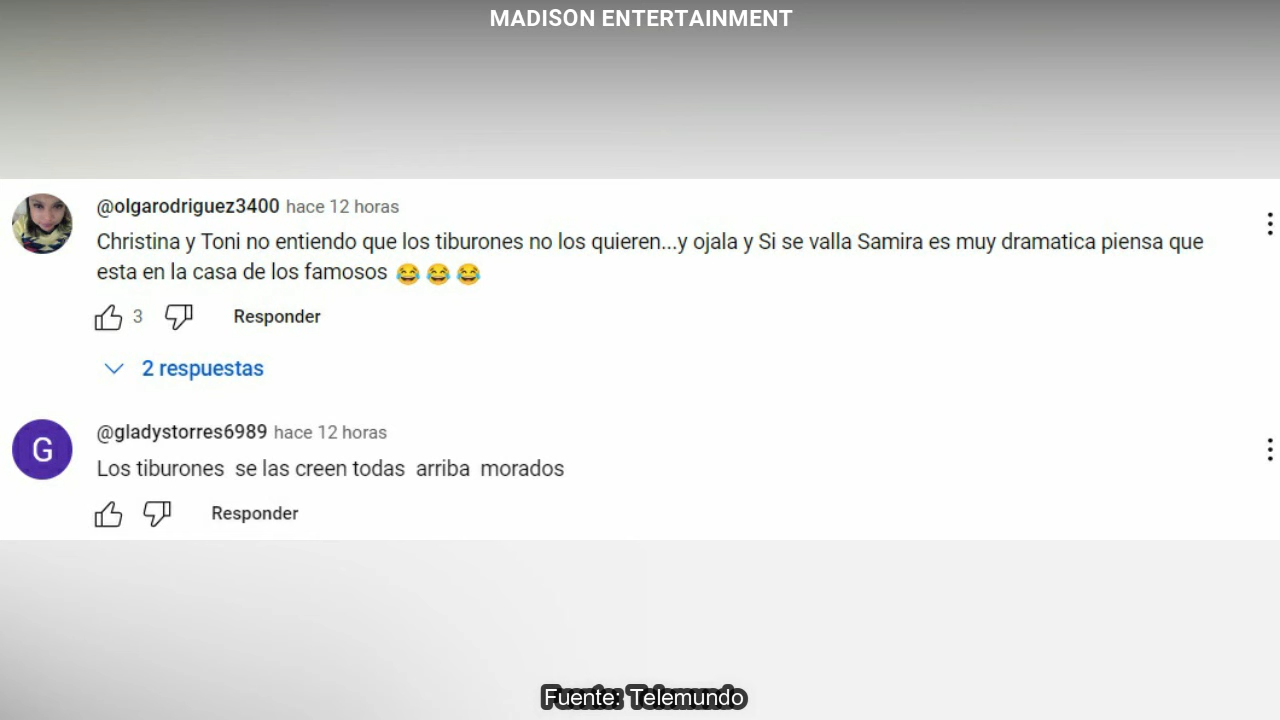 MADISON ENTERTAINMENT
@olgarodriguez3400 hace 12 horas
Christina y Toni no entiendo que los tiburones no los quieren...y ojala y Si se valla Samira es muy dramatica piensa que
esta en la casa de los famosos 😂 😂 😂
3 Responder
2 respuestas
G
@gladystorres6989 hace 12 horas
Los tiburones  se las creen todas  arriba  morados
Responder
Fuente: Telemundo